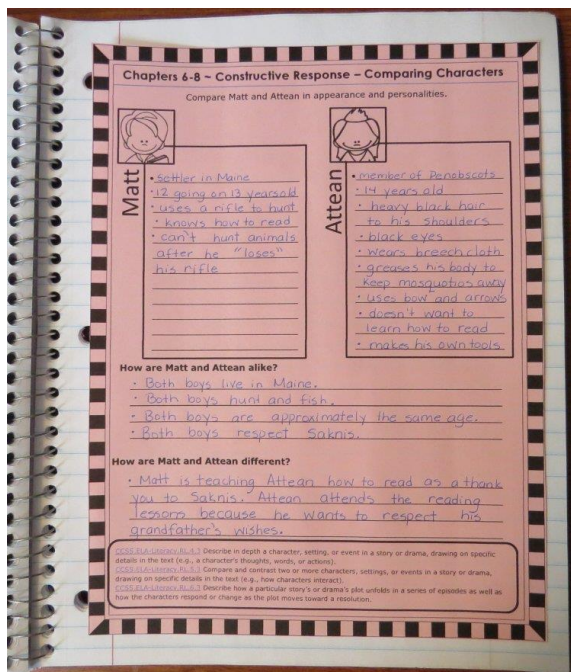 Chapters 6-8 ~ Constructive Response – Comparing Characters
Compare Matt and Attean in appearance and personalities.
Matt
• settler in Maine
• 12 going on 13 years old
• uses a rifle to hunt
• knows how to read
• can't hunt animals
after he "loses"
his rifle
Attean
• member of Penobscots
• 14 years old
• heavy black hair
to his shoulders
• black eyes
• wears breechcloth
• greases his body to
keep mosquotios away
• uses bow and arrows
• doesn't want to
learn how to read
• makes his own tools
How are Matt and Attean alike?
• Both boys live in Maine.
• Both boys hunt and fish.
• Both boys are approximately the same age.
• Both boys respect Saknis.
How are Matt and Attean different?
• Matt is teaching Attean how to read as a thank
you to Saknis. Attean attends the reading
lessons because he wants to respect his
grandfather's wishes.
CCSS.ELA-Literacy.RL.4.3 Describe in depth a character, setting, or event in a story or drama, drawing on specific
details in the text (e.g., a character's thoughts, words, or actions).
CCSS.ELA-Literacy.RL.5.3 Compare and contrast two or more characters, settings, or events in a story or drama,
drawing on specific details in the text (e.g., how characters interact).
CCSS.ELA-Literacy.RL.6.3 Describe how a particular story's or drama's plot unfolds in a series of episodes as well as
how the characters respond or change as the plot moves toward a resolution.